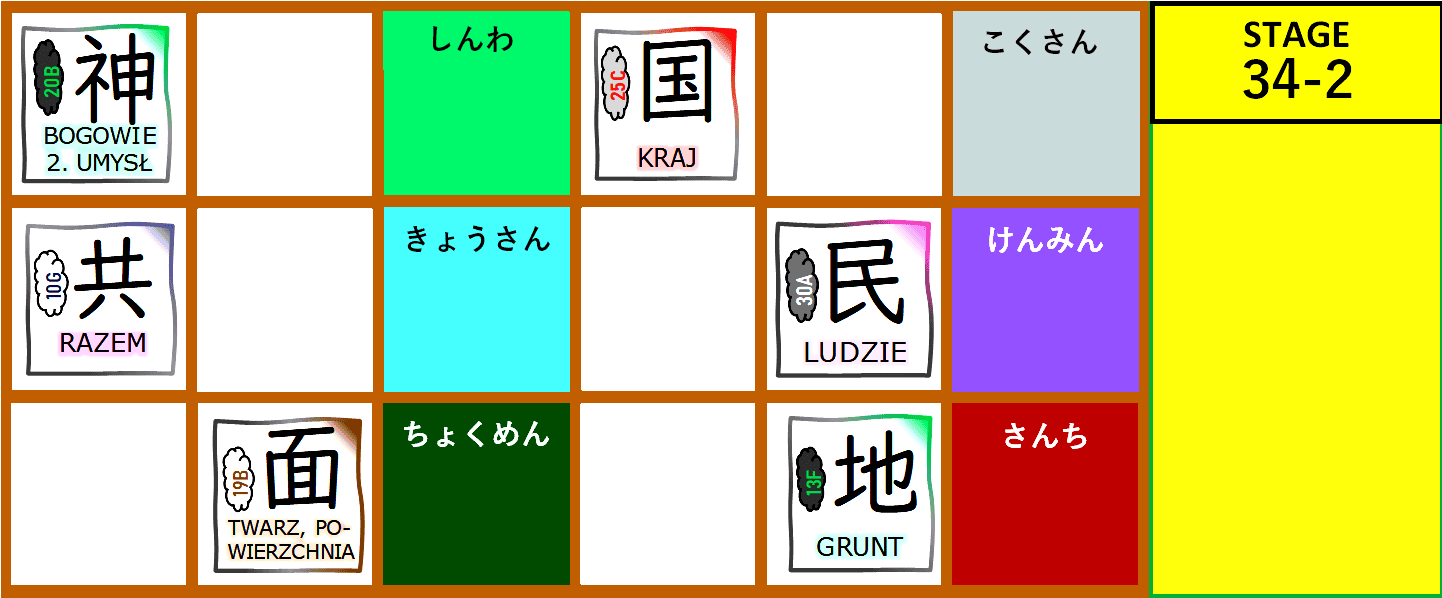 20B
神
BOGOWIE
2. UMYSŁ
しんわ
25C
国
KRAJ
こくさん
STAGE
34-2
10G
共
RAZEM
きょうさん
30A
民
LUDZIE
けんみん
19B
面
TWARZ, PO-
WIERZCHNIA
ちょくめん
13F
地
GRUNT
さんち